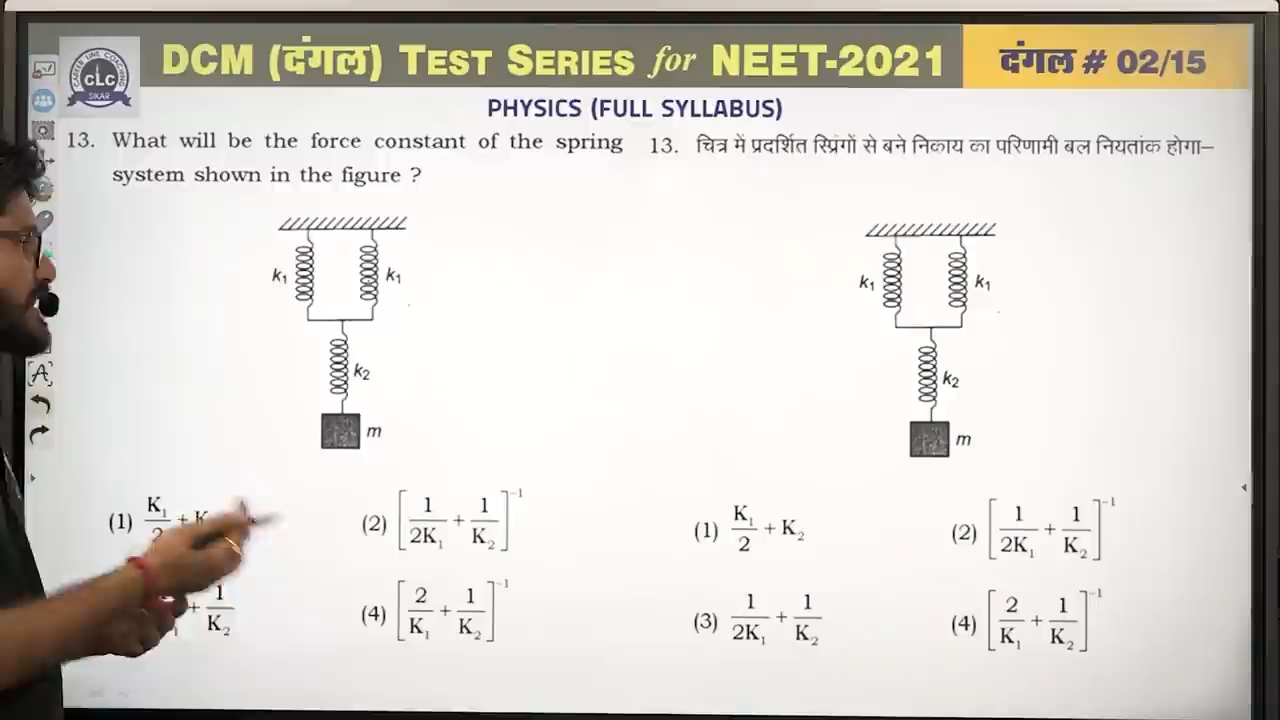 DCM (दंगल) TEST SERIES for NEET-2021
दंगल # 02/15
CLC
SIKAR
PHYSICS (FULL SYLLABUS)
13. What will be the force constant of the spring
system shown in the figure ?
k₁ k₁
k₂
m
(1) K₁/2 + K
(2) [1/2K₁ + 1/K₂]⁻¹
+ 1/K₂
(4) [2/K₁ + 1/K₂]⁻¹
13. चित्र में प्रदर्शित स्प्रिंगों से बने निकाय का परिणामी बल नियतांक होगा–
k₁ k₁
k₂
m
(1) K₁/2 + K₂
(2) [1/2K₁ + 1/K₂]⁻¹
(3) 1/2K₁ + 1/K₂
(4) [2/K₁ + 1/K₂]⁻¹
[A]